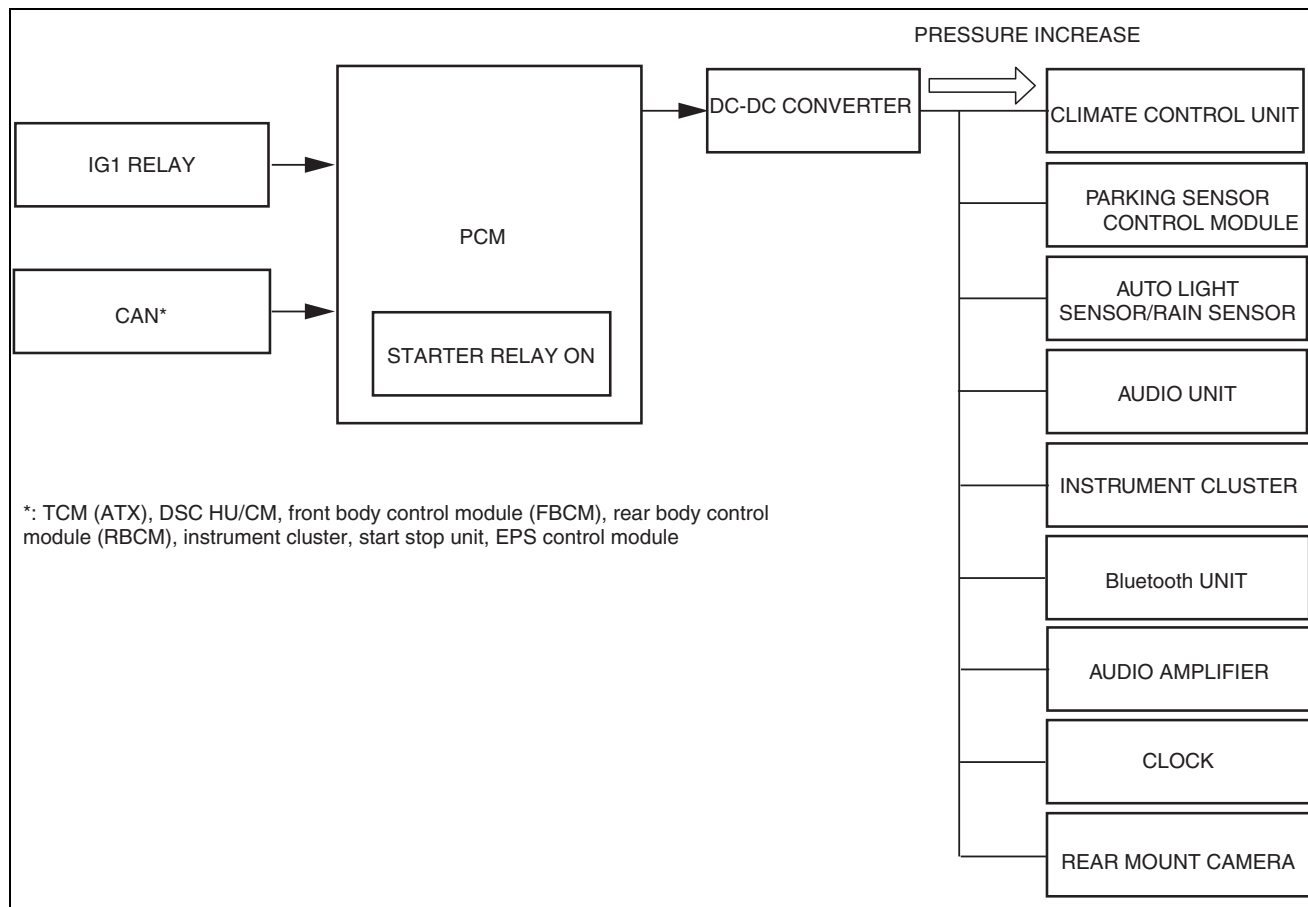 PRESSURE INCREASE
IG1 RELAY
CAN*
PCM
STARTER RELAY ON
DC-DC CONVERTER
CLIMATE CONTROL UNIT
PARKING SENSOR
CONTROL MODULE
AUTO LIGHT
SENSOR/RAIN SENSOR
AUDIO UNIT
INSTRUMENT CLUSTER
Bluetooth UNIT
AUDIO AMPLIFIER
CLOCK
REAR MOUNT CAMERA
*: TCM (ATX), DSC HU/CM, front body control module (FBCM), rear body control
module (RBCM), instrument cluster, start stop unit, EPS control module